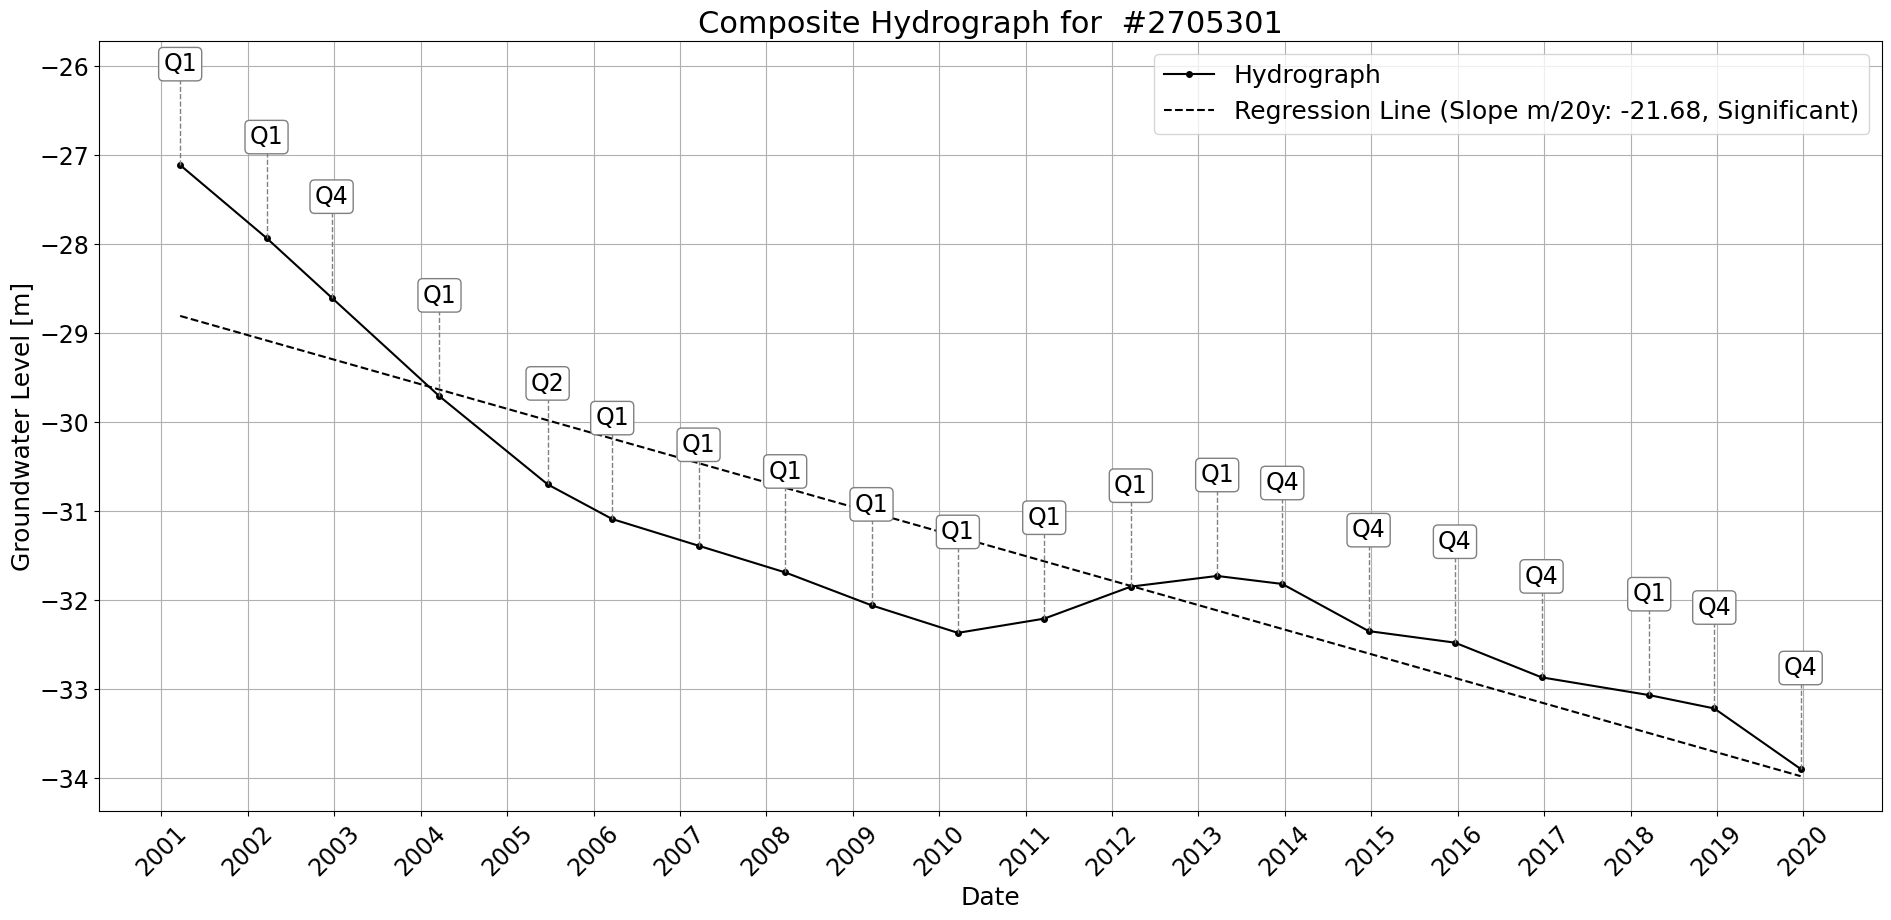 Composite Hydrograph for  #2705301
Hydrograph
Regression Line (Slope m/20y: -21.68, Significant)
Groundwater Level [m]
−26
−27
−28
−29
−30
−31
−32
−33
−34
Q1
Q1
Q4
Q1
Q2
Q1
Q1
Q1
Q1
Q1
Q1
Q1
Q1
Q4
Q4
Q4
Q4
Q1
Q4
Q4
2001
2002
2003
2004
2005
2006
2007
2008
2009
2010
2011
2012
2013
2014
2015
2016
2017
2018
2019
2020
Date